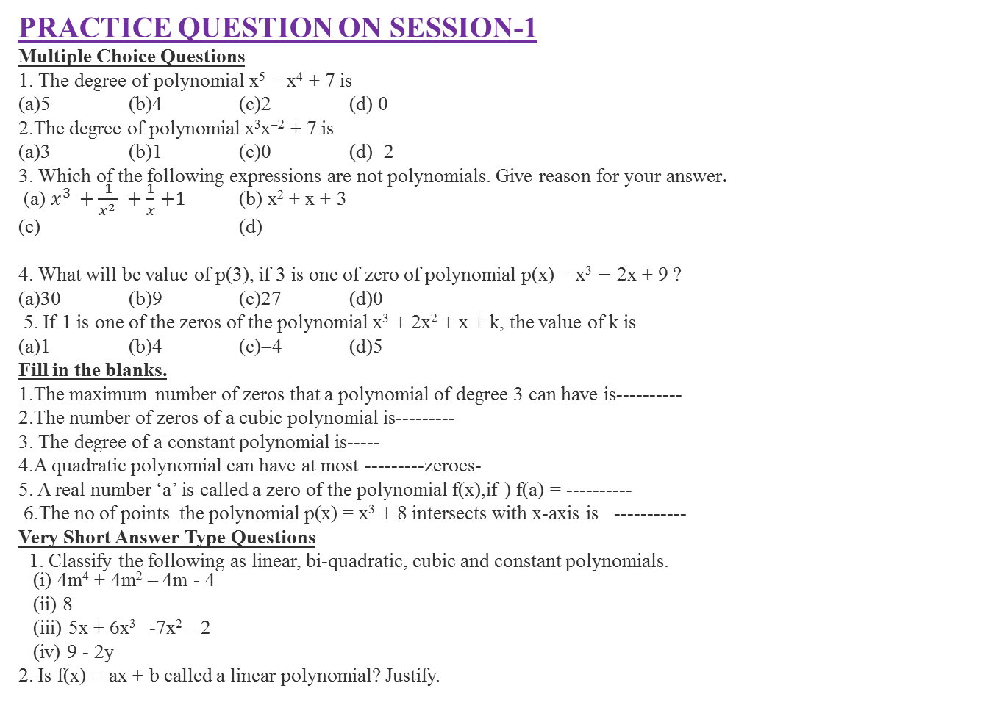 PRACTICE QUESTION ON SESSION-1
Multiple Choice Questions
1. The degree of polynomial x⁵ – x⁴ + 7 is
(a)5 (b)4 (c)2 (d) 0
2.The degree of polynomial x³x⁻² + 7 is
(a)3 (b)1 (c)0 (d)–2
3. Which of the following expressions are not polynomials. Give reason for your answer.
(a) x³ + 1/x² + 1/x +1 (b) x² + x + 3
(c) (d)
4. What will be value of p(3), if 3 is one of zero of polynomial p(x) = x³ − 2x + 9 ?
(a)30 (b)9 (c)27 (d)0
5. If 1 is one of the zeros of the polynomial x³ + 2x² + x + k, the value of k is
(a)1 (b)4 (c)–4 (d)5
Fill in the blanks.
1.The maximum number of zeros that a polynomial of degree 3 can have is----------
2.The number of zeros of a cubic polynomial is---------
3. The degree of a constant polynomial is-----
4.A quadratic polynomial can have at most ---------zeroes-
5. A real number ‘a’ is called a zero of the polynomial f(x),if ) f(a) = ----------
6.The no of points the polynomial p(x) = x³ + 8 intersects with x-axis is -----------
Very Short Answer Type Questions
1. Classify the following as linear, bi-quadratic, cubic and constant polynomials.
(i) 4m⁴ + 4m² – 4m - 4
(ii) 8
(iii) 5x + 6x³ -7x² – 2
(iv) 9 - 2y
2. Is f(x) = ax + b called a linear polynomial? Justify.